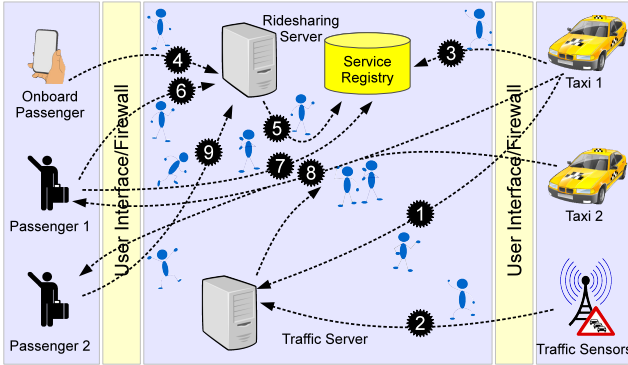 Ridesharing
Server
Service
Registry
3
4
6
5
9
7
8
1
2
Onboard
Passenger
Passenger 1
Passenger 2
User Interface/Firewall
User Interface/Firewall
Taxi 1
Taxi 2
Traffic Server
Traffic Sensors